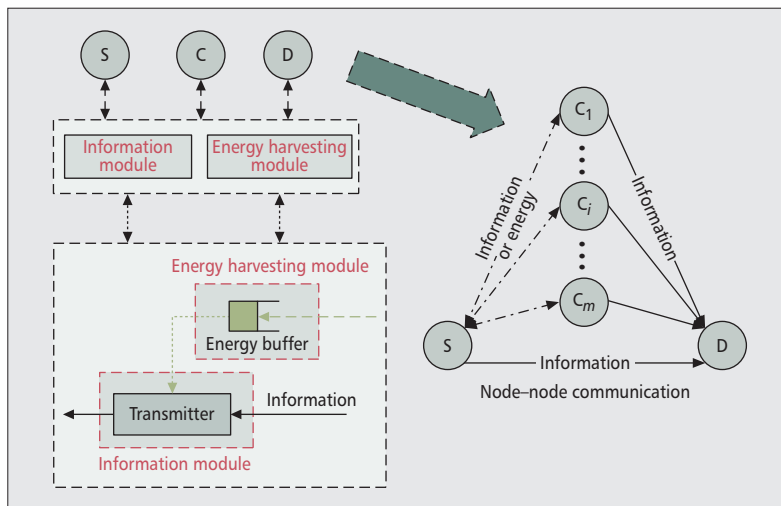 S
C
D
Information
module
Energy harvesting
module
Energy harvesting module
Energy buffer
Transmitter
Information
Information module
C1
Ci
Cm
Information
or energy
Information
S
D
Information
Node–node communication